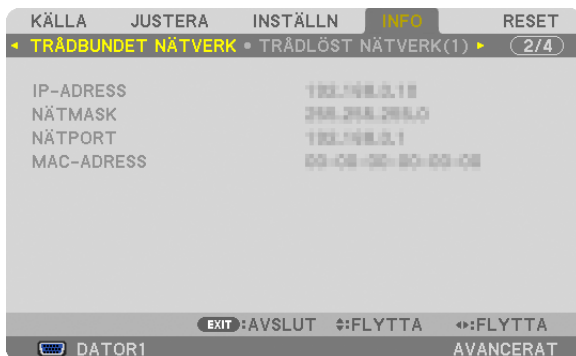 KÄLLA JUSTERA INSTÄLLN INFO RESET
TRÅDBUNDET NÄTVERK • TRÅDLÖST NÄTVERK(1) 2/4
IP-ADRESS
NÄTMASK
NÄTPORT
MAC-ADRESS
EXIT :AVSLUT :FLYTTA :FLYTTA
DATOR1 AVANCERAT